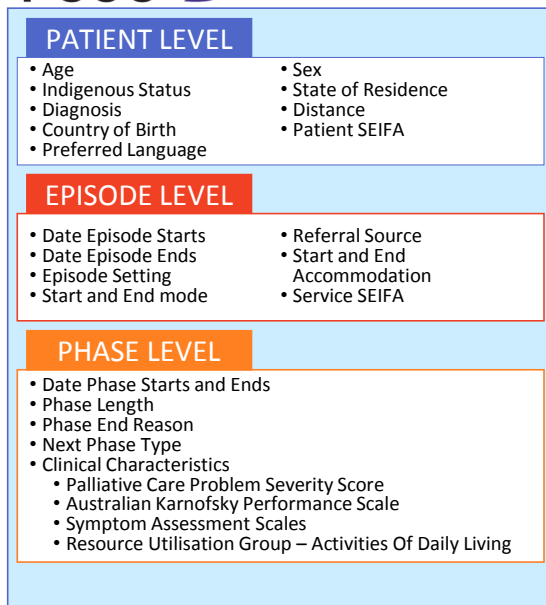 PATIENT LEVEL
• Age
• Indigenous Status
• Diagnosis
• Country of Birth
• Preferred Language
• Sex
• State of Residence
• Distance
• Patient SEIFA
EPISODE LEVEL
• Date Episode Starts
• Date Episode Ends
• Episode Setting
• Start and End mode
• Referral Source
• Start and End
Accommodation
• Service SEIFA
PHASE LEVEL
• Date Phase Starts and Ends
• Phase Length
• Phase End Reason
• Next Phase Type
• Clinical Characteristics
• Palliative Care Problem Severity Score
• Australian Karnofsky Performance Scale
• Symptom Assessment Scales
• Resource Utilisation Group – Activities Of Daily Living